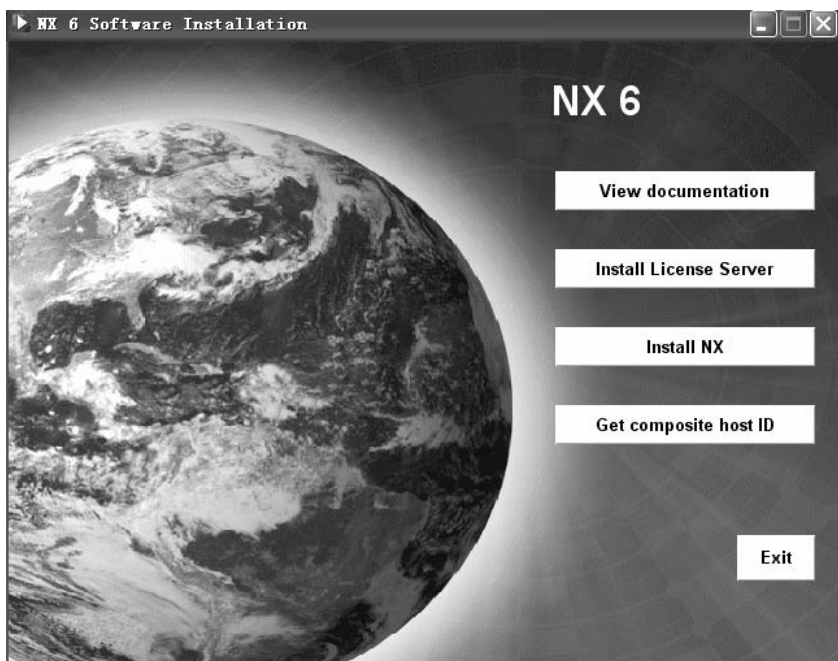 NX 6 Software Installation
NX 6
View documentation
Install License Server
Install NX
Get composite host ID
Exit